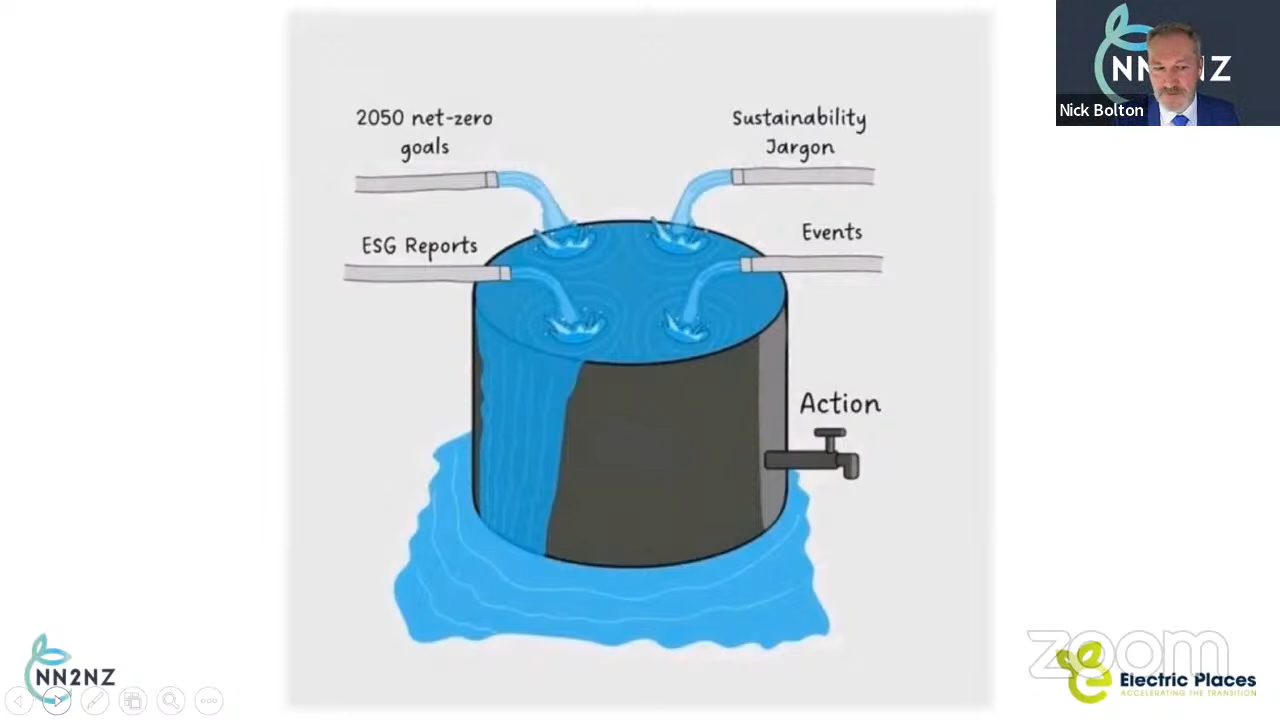 2050 net-zero
goals
Sustainability
Jargon
ESG Reports
Events
Action
NN2NZ
Nick Bolton
NN2NZ
zoom
Electric Places
ACCELERATING THE TRANSITION